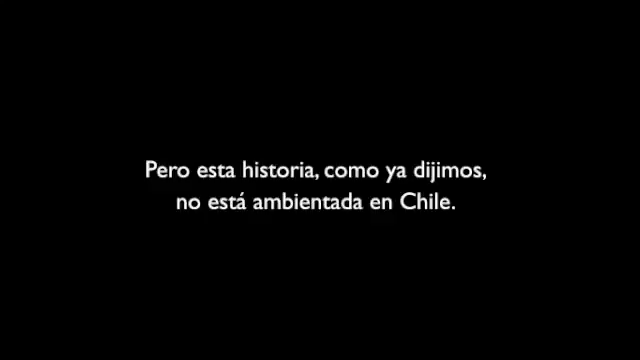 Pero esta historia, como ya dijimos,
no está ambientada en Chile.